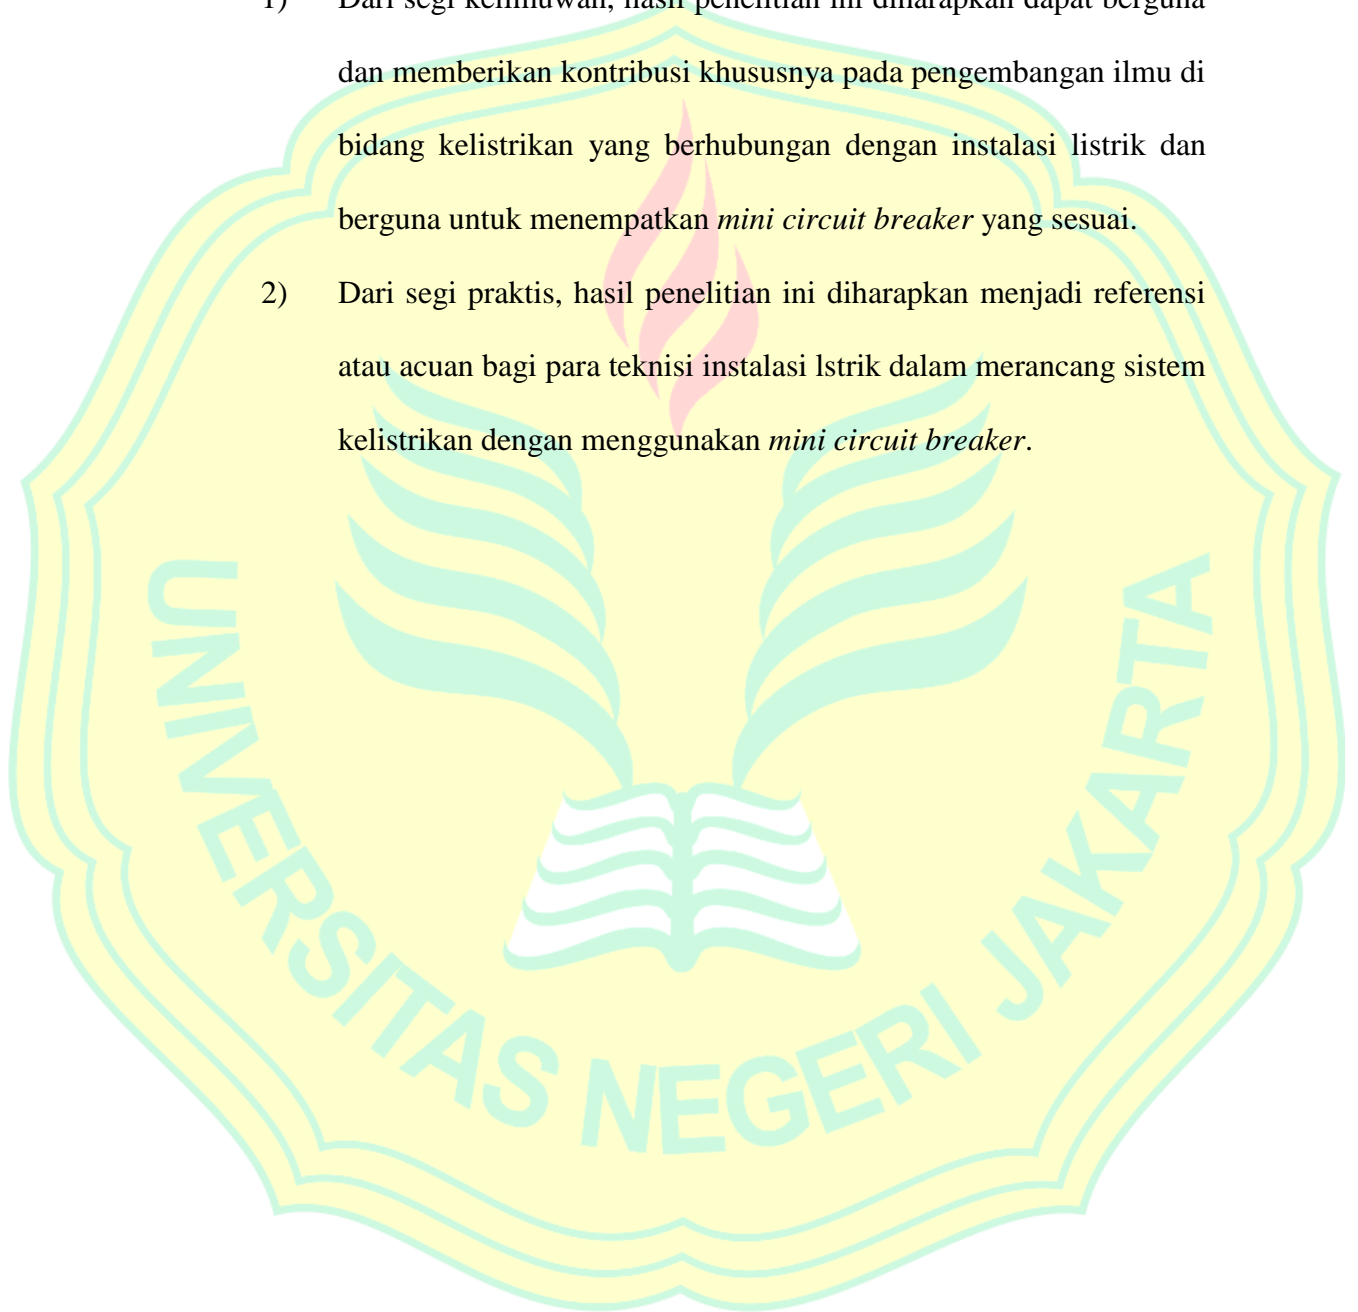 1) Dari segi keilmuwan, hasil penelitian ini diharapkan dapat berguna
dan memberikan kontribusi khususnya pada pengembangan ilmu di
bidang kelistrikan yang berhubungan dengan instalasi listrik dan
berguna untuk menempatkan mini circuit breaker yang sesuai.
2) Dari segi praktis, hasil penelitian ini diharapkan menjadi referensi
atau acuan bagi para teknisi instalasi lstrik dalam merancang sistem
kelistrikan dengan menggunakan mini circuit breaker.
UNIVERSITAS NEGERI JAKARTA